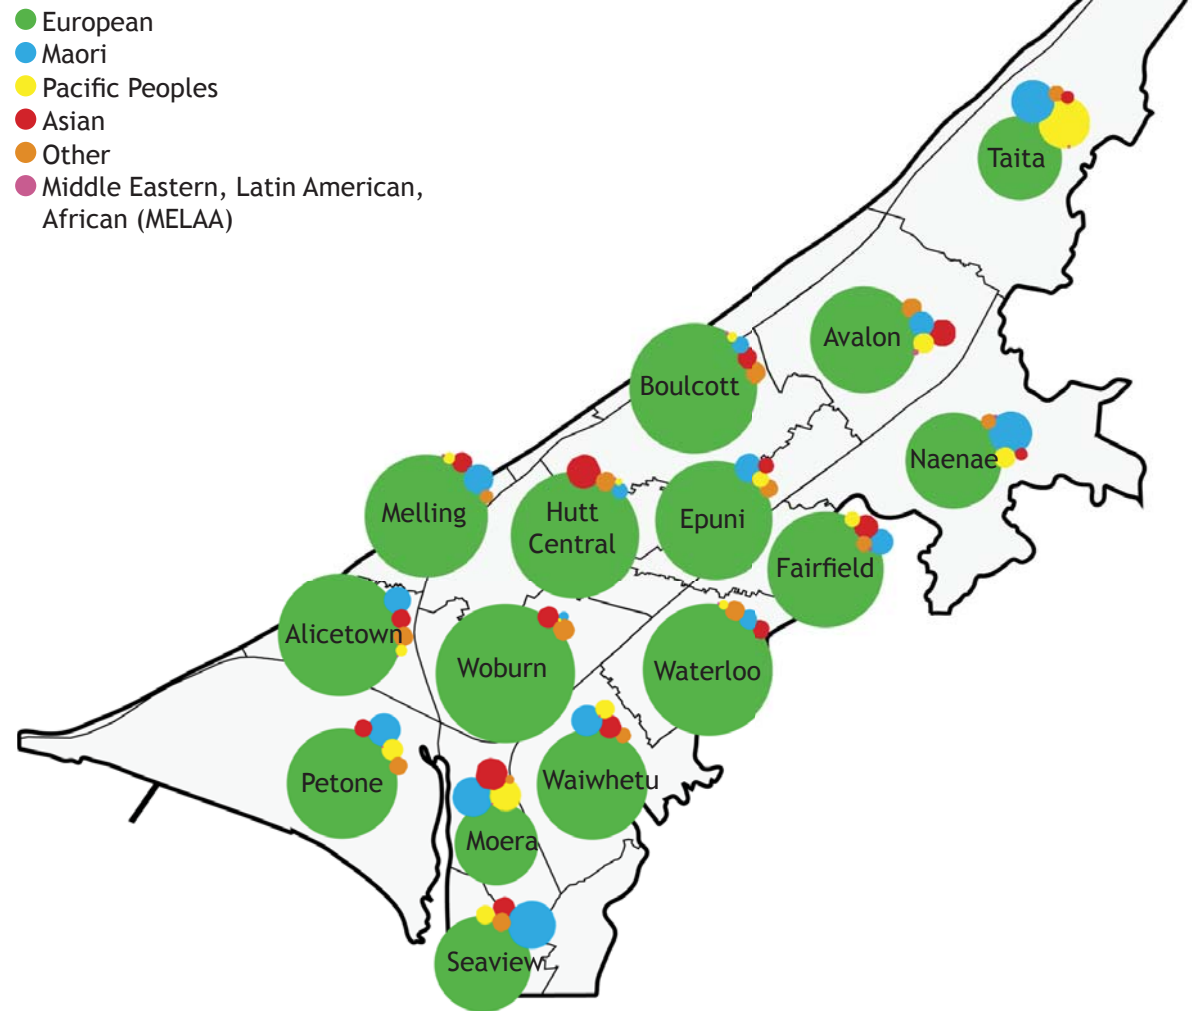 European
Maori
Pacific Peoples
Asian
Other
Middle Eastern, Latin American,
African (MELAA)
Taita
Avalon
Boulcott
Naenae
Melling
Hutt
Central
Epuni
Fairfield
Alicetown
Woburn
Waterloo
Petone
Waiwhetu
Moera
Seaview